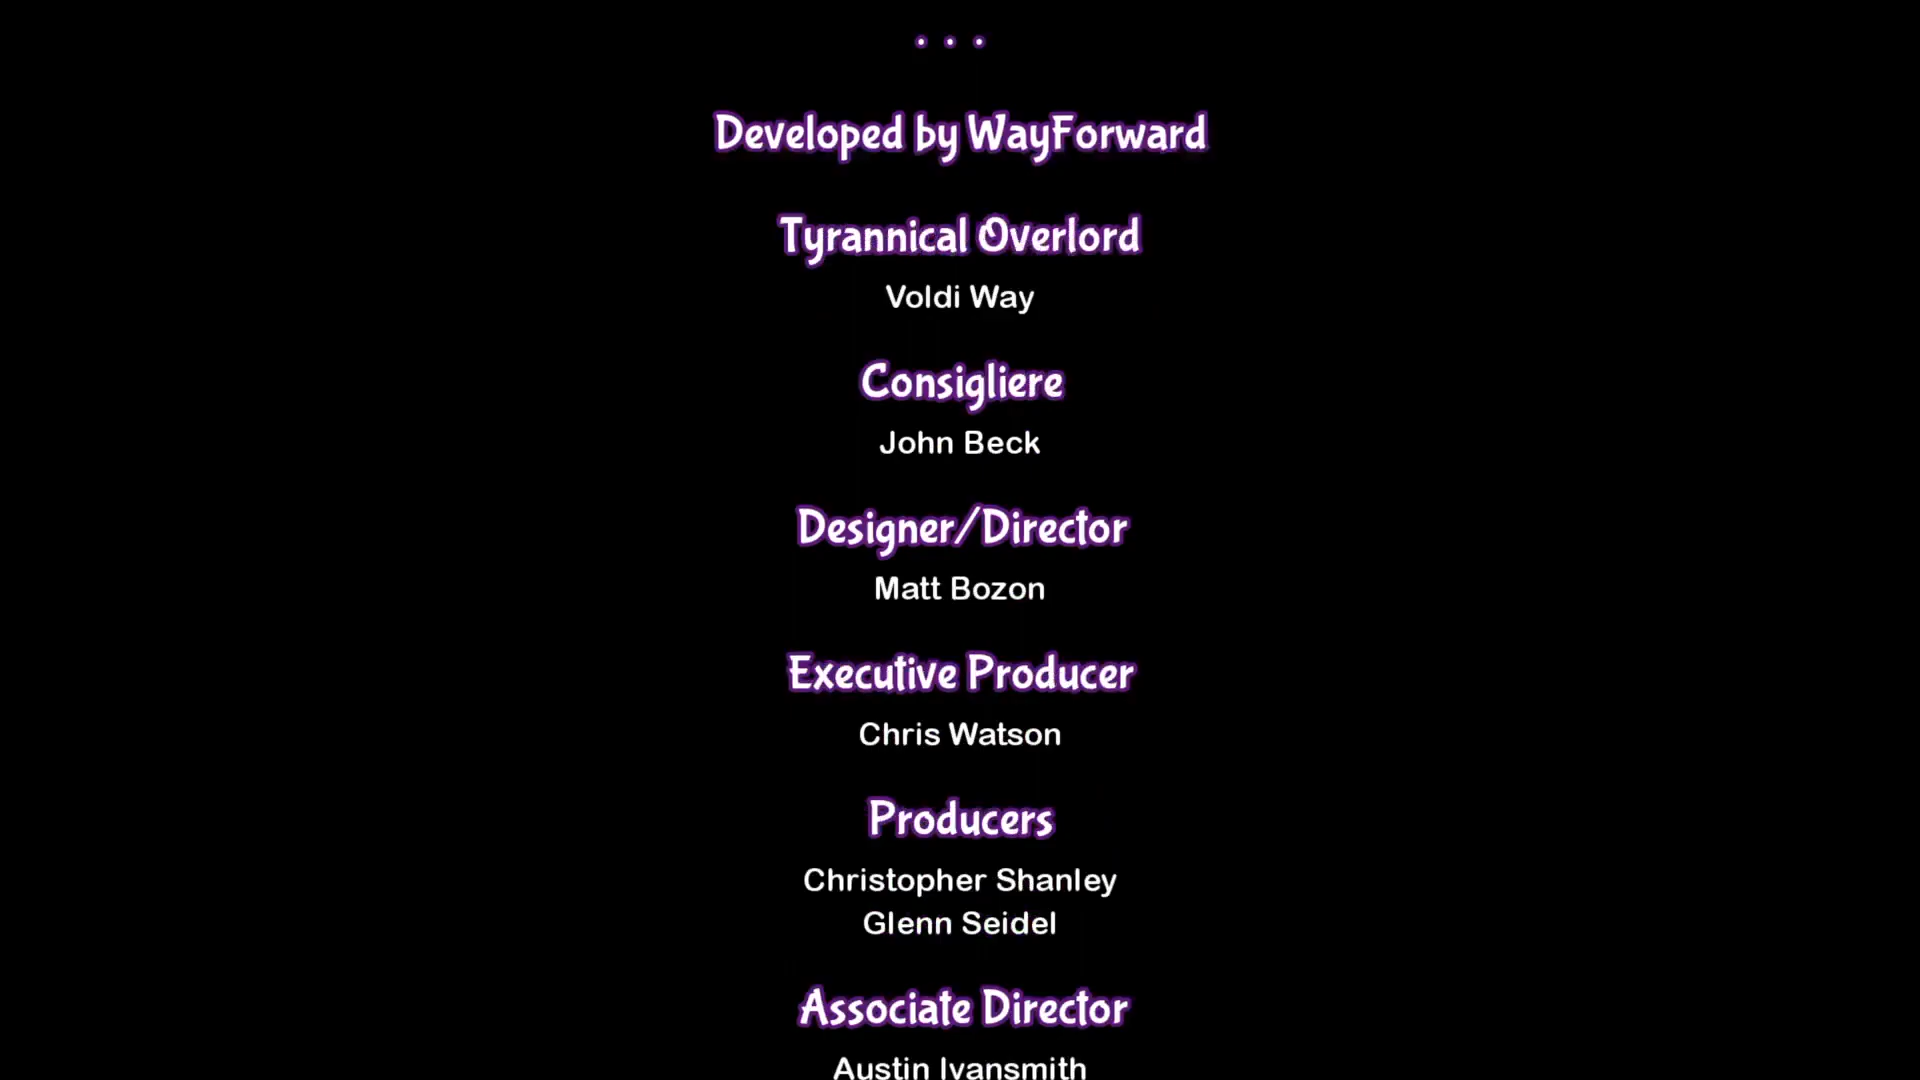 ...
Developed by WayForward
Tyrannical Overlord
Voldi Way
Consigliere
John Beck
Designer/Director
Matt Bozon
Executive Producer
Chris Watson
Producers
Christopher Shanley
Glenn Seidel
Associate Director
Austin Ivansmith